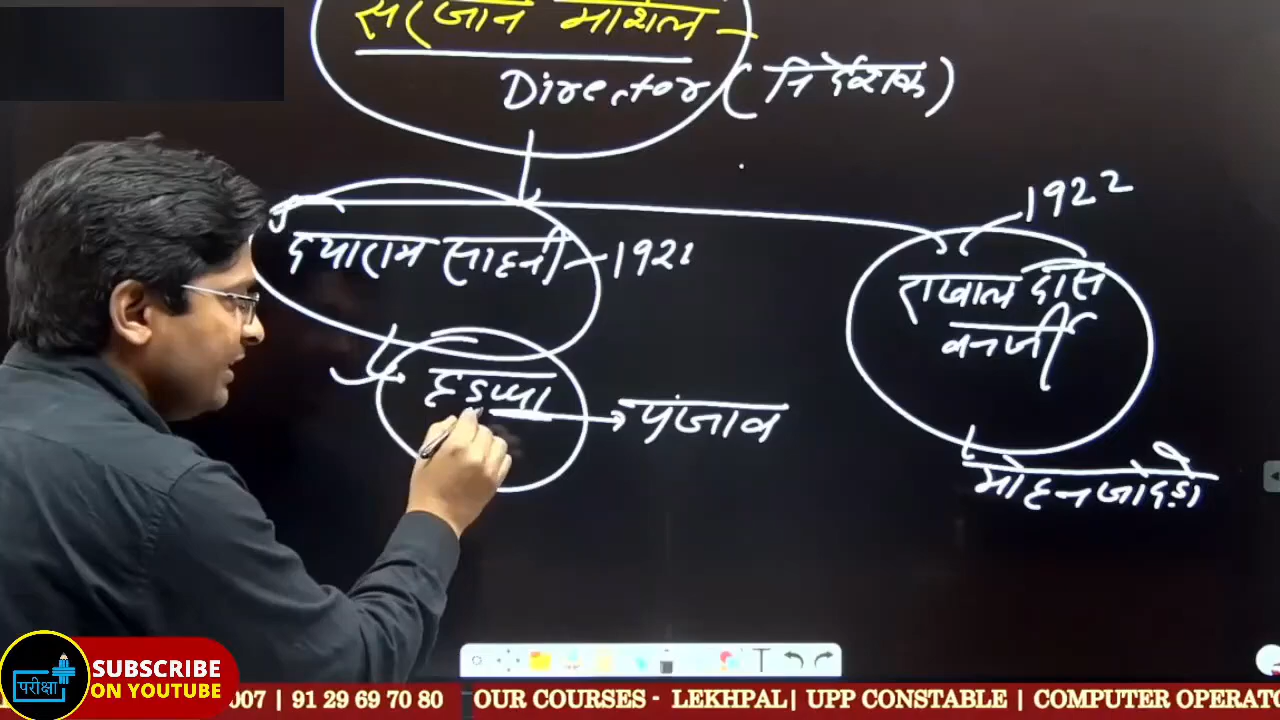 सर जॉन मार्शल -
Director (निर्देशक)
1922
दयाराम साहनी - 1921
राखाल दास
बनर्जी
हड़प्पा → पंजाब
मोहनजोदड़ो
परीक्षा
SUBSCRIBE
ON YOUTUBE
007 | 91 29 69 70 80 OUR COURSES - LEKHPAL| UPP CONSTABLE | COMPUTER OPERATO